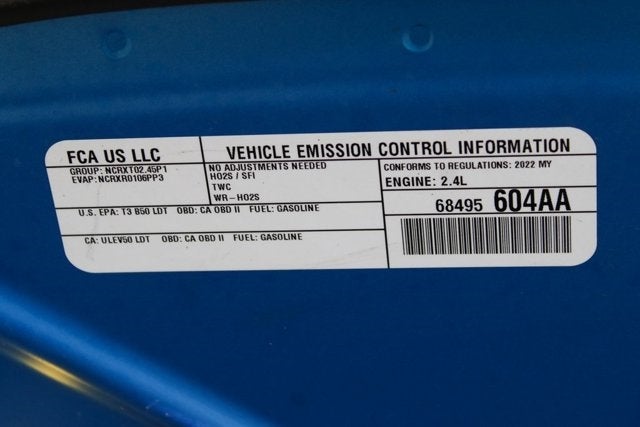 FCA US LLC
GROUP: NCRXT02.45P1
EVAP: NCRXR0106PP3
VEHICLE EMISSION CONTROL INFORMATION
NO ADJUSTMENTS NEEDED
HO2S / SFI
TWC
WR-HO2S
CONFORMS TO REGULATIONS: 2022 MY
ENGINE: 2.4L
U.S. EPA: T3 B50 LDT OBD: CA OBD II FUEL: GASOLINE
68495 604AA
CA: ULEV50 LDT OBD: CA OBD II FUEL: GASOLINE